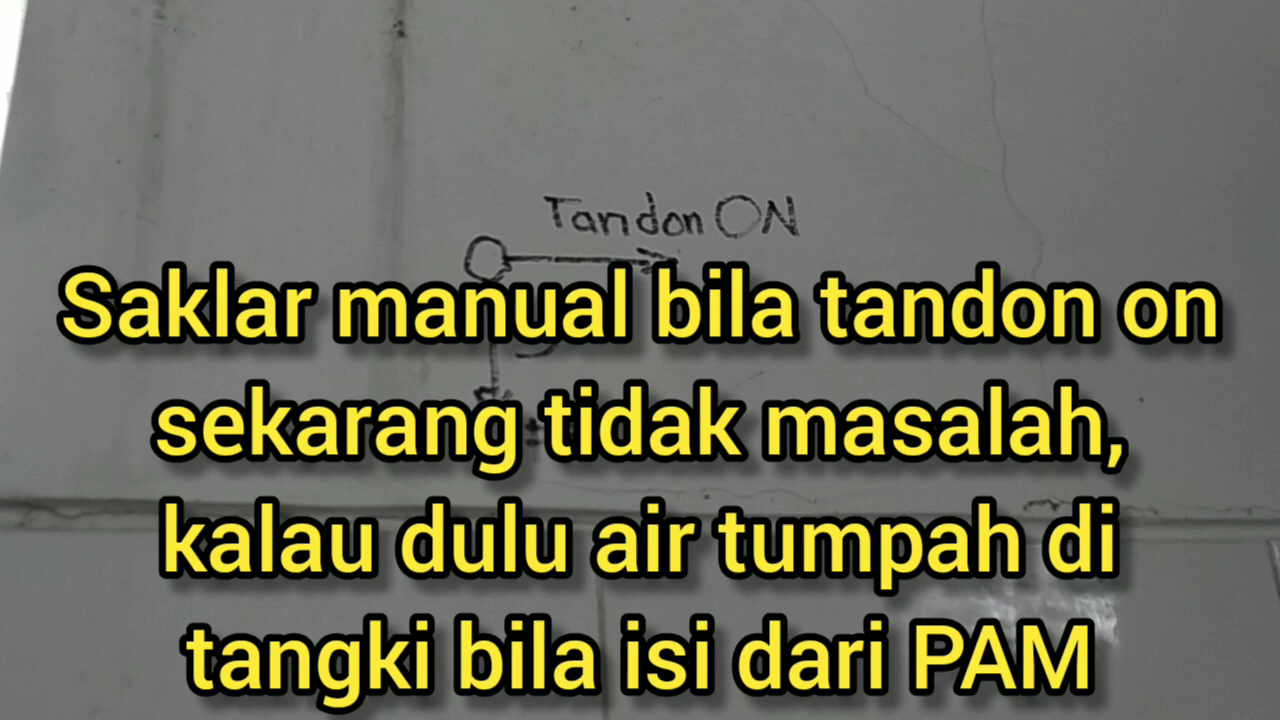 Tandon ON
Saklar manual bila tandon on
sekarang tidak masalah,
kalau dulu air tumpah di
tangki bila isi dari PAM